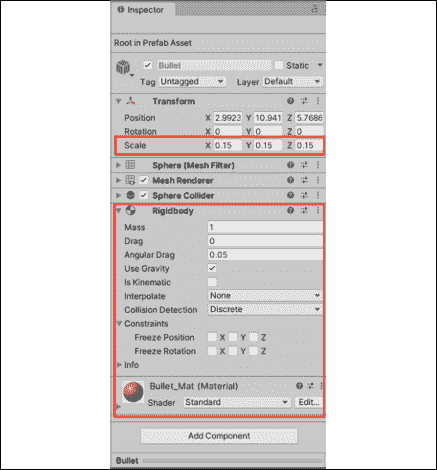 Inspector
Root in Prefab Asset
Bullet Static
Tag Untagged Layer Default
Transform
Position X 2.9923 Y 10.941 Z 5.7686
Rotation X 0 Y 0 Z 0
Scale X 0.15 Y 0.15 Z 0.15
Sphere (Mesh Filter)
Mesh Renderer
Sphere Collider
Rigidbody
Mass 1
Drag 0
Angular Drag 0.05
Use Gravity
Is Kinematic
Interpolate None
Collision Detection Discrete
Constraints
Freeze Position X Y Z
Freeze Rotation X Y Z
Info
Bullet_Mat (Material)
Shader Standard Edit...
Add Component
Bullet